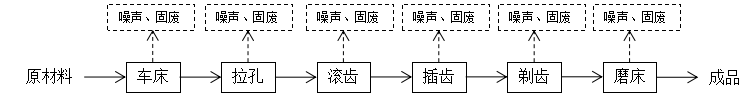 噪声、固废 噪声、固废 噪声、固废 噪声、固废 噪声、固废 噪声、固废
原材料 车床 拉孔 滚齿 插齿 剃齿 磨床 成品